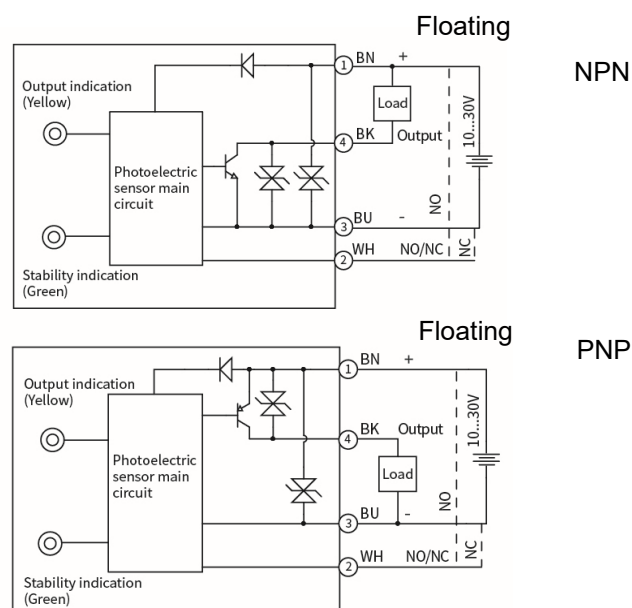 Floating
NPN
Output indication
(Yellow)
1 BN +
Load
10...30V
4 BK Output
Photoelectric
sensor main
circuit
NO
3 BU -
2 WH NO/NC
NC
Stability indication
(Green)
Floating
PNP
Output indication
(Yellow)
1 BN +
10...30V
4 BK Output
Photoelectric
sensor main
circuit
Load
NO
3 BU -
2 WH NO/NC
NC
Stability indication
(Green)